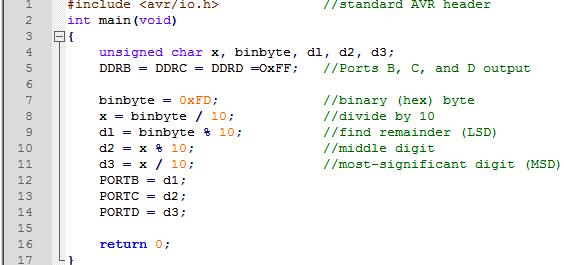 1 #include <avr/io.h> //standard AVR header
2 int main(void)
3 {
4 unsigned char x, binbyte, d1, d2, d3;
5 DDRB = DDRC = DDRD =0xFF; //Ports B, C, and D output
6
7 binbyte = 0xFD; //binary (hex) byte
8 x = binbyte / 10; //divide by 10
9 d1 = binbyte % 10; //find remainder (LSD)
10 d2 = x % 10; //middle digit
11 d3 = x / 10; //most-significant digit (MSD)
12 PORTB = d1;
13 PORTC = d2;
14 PORTD = d3;
15
16 return 0;
17 }